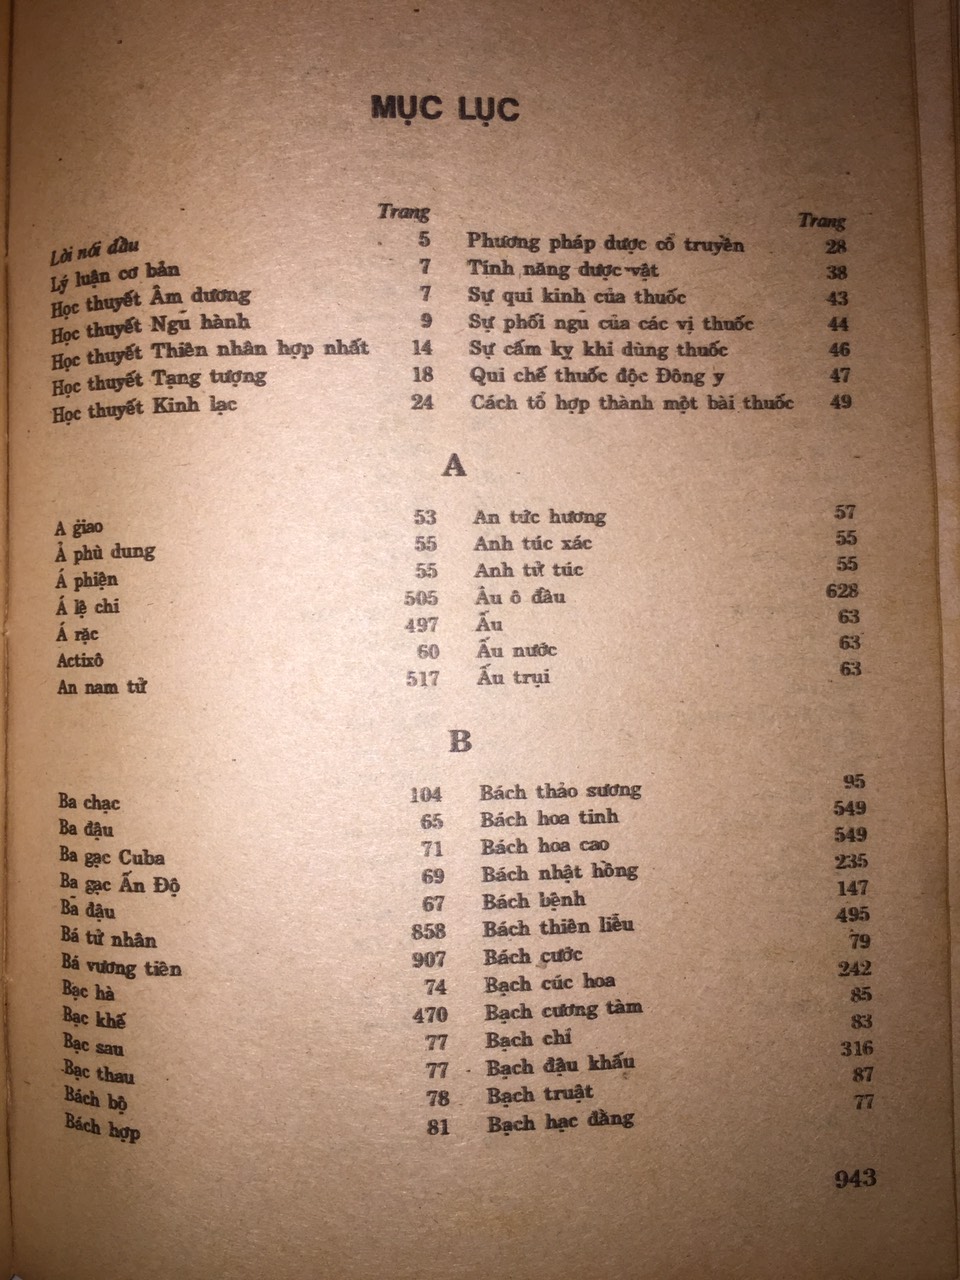 MỤC LỤC
Trang
Lời nói đầu 5
Lý luận cơ bản 7
Học thuyết Âm dương 7
Học thuyết Ngũ hành 9
Học thuyết Thiên nhân hợp nhất 14
Học thuyết Tạng tượng 18
Học thuyết Kinh lạc 24
Trang
Phương pháp dược cổ truyền 28
Tính năng dược vật 38
Sự qui kinh của thuốc 43
Sự phối ngũ của các vị thuốc 44
Sự cấm kỵ khi dùng thuốc 46
Qui chế thuốc độc Đông y 47
Cách tổ hợp thành một bài thuốc 49
A
A giao 53
Ả phù dung 55
Á phiện 55
Á lệ chi 505
Á rặc 497
Actixô 60
An nam tử 517
An tức hương 57
Anh túc xác 55
Anh tử túc 55
Âu ô đầu 628
Ấu 63
Ấu nước 63
Ấu trụi 63
B
Ba chạc 104
Ba đậu 65
Ba gạc Cuba 71
Ba gạc Ấn Độ 69
Ba đậu 67
Bá tử nhân 858
Bá vương tiên 907
Bạc hà 74
Bạc khế 470
Bạc sau 77
Bạc thau 77
Bách bộ 78
Bách hợp 81
Bách thảo sương 95
Bách hoa tinh 549
Bách hoa cao 549
Bách nhật hồng 235
Bách bệnh 147
Bách thiên liễu 495
Bách cước 79
Bạch cúc hoa 242
Bạch cương tàm 85
Bạch chỉ 83
Bạch đậu khấu 316
Bạch truật 87
Bạch hạc đằng 77
943